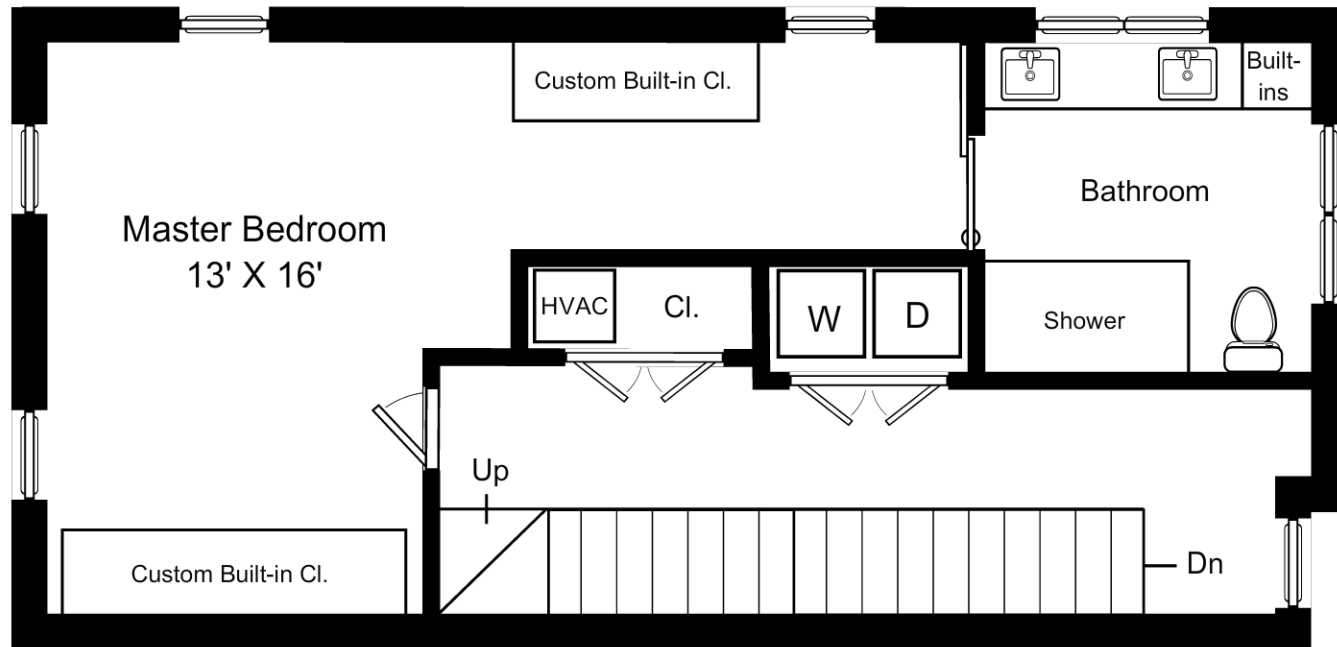 Custom Built-in Cl.
Built-
ins
Master Bedroom
13' X 16'
Bathroom
HVAC
Cl.
W
D
Shower
Up
Dn
Custom Built-in Cl.